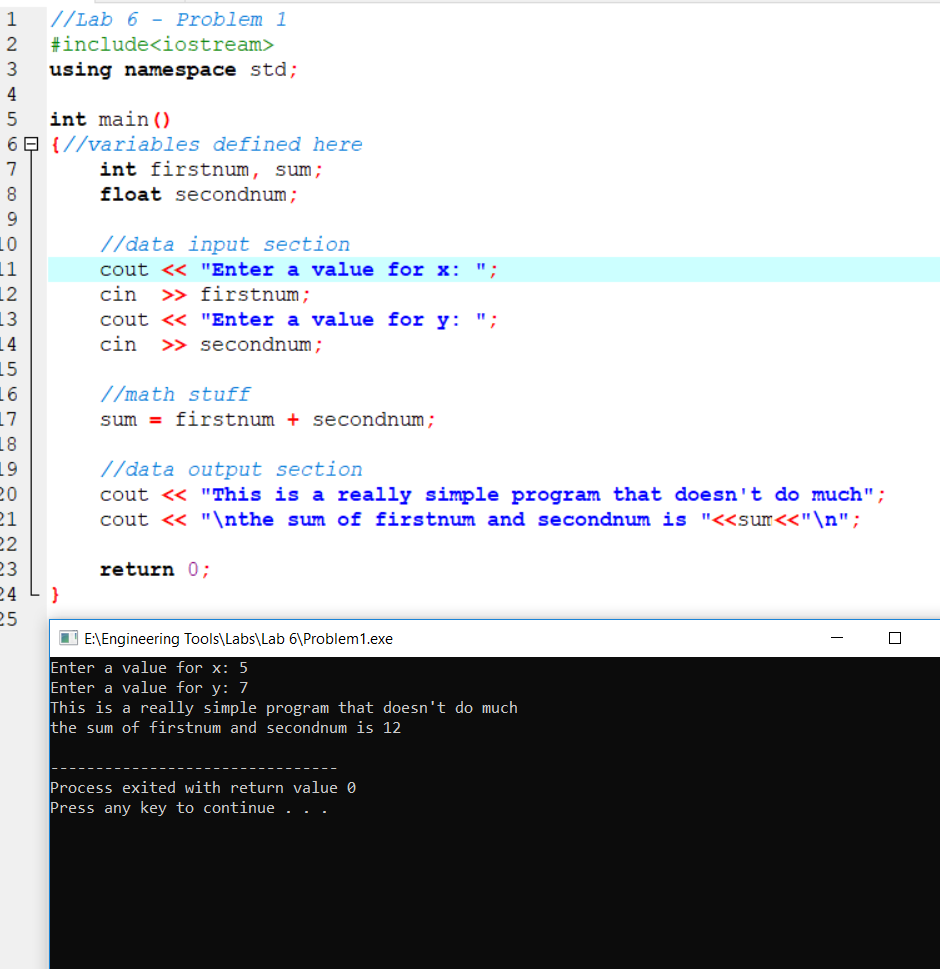 1 //Lab 6 - Problem 1
2 #include<iostream>
3 using namespace std;
4
5 int main()
6 {//variables defined here
7 int firstnum, sum;
8 float secondnum;
9
10 //data input section
11 cout << "Enter a value for x: ";
12 cin >> firstnum;
13 cout << "Enter a value for y: ";
14 cin >> secondnum;
15
16 //math stuff
17 sum = firstnum + secondnum;
18
19 //data output section
20 cout << "This is a really simple program that doesn't do much";
21 cout << "\nthe sum of firstnum and secondnum is "<<sum<<"\n";
22
23 return 0;
24 }
25
E:\Engineering Tools\Labs\Lab 6\Problem1.exe
Enter a value for x: 5
Enter a value for y: 7
This is a really simple program that doesn't do much
the sum of firstnum and secondnum is 12
--------------------------------
Process exited with return value 0
Press any key to continue . . .